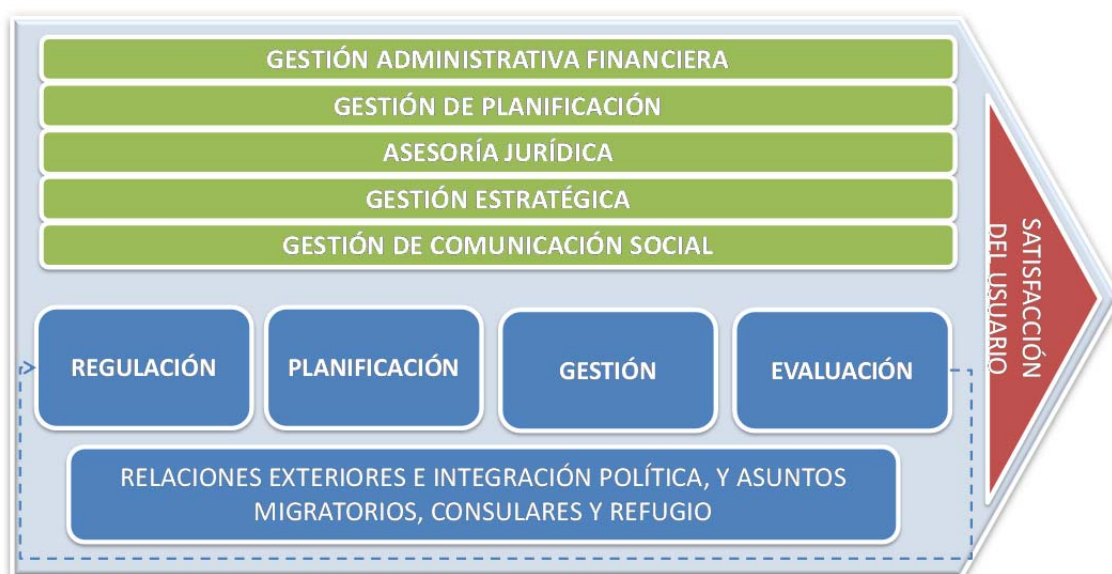 GESTIÓN ADMINISTRATIVA FINANCIERA
GESTIÓN DE PLANIFICACIÓN
ASESORÍA JURÍDICA
GESTIÓN ESTRATÉGICA
GESTIÓN DE COMUNICACIÓN SOCIAL
REGULACIÓN
PLANIFICACIÓN
GESTIÓN
EVALUACIÓN
RELACIONES EXTERIORES E INTEGRACIÓN POLÍTICA, Y ASUNTOS
MIGRATORIOS, CONSULARES Y REFUGIO
SATISFACCIÓN
DEL USUARIO